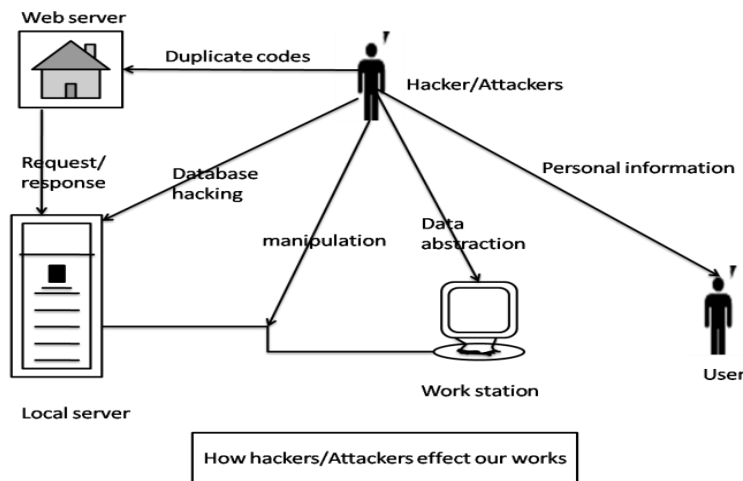 Web server
Duplicate codes
Hacker/Attackers
Request/
response
Database
hacking
manipulation
Data
abstraction
Personal information
Local server
Work station
User
How hackers/Attackers effect our works